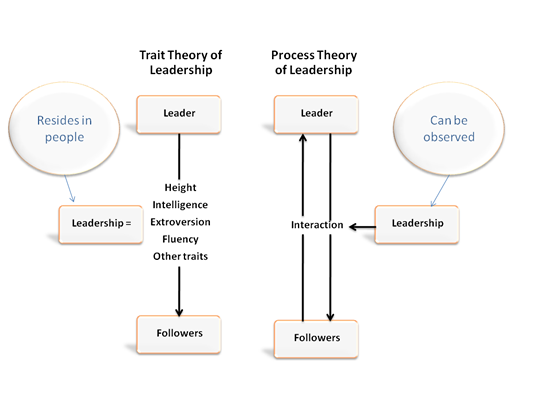 Trait Theory of
Leadership
Process Theory
of Leadership
Leader
Leader
Resides in
people
Can be
observed
Height
Intelligence
Extroversion
Fluency
Other traits
Leadership =
Interaction
Leadership
Followers
Followers